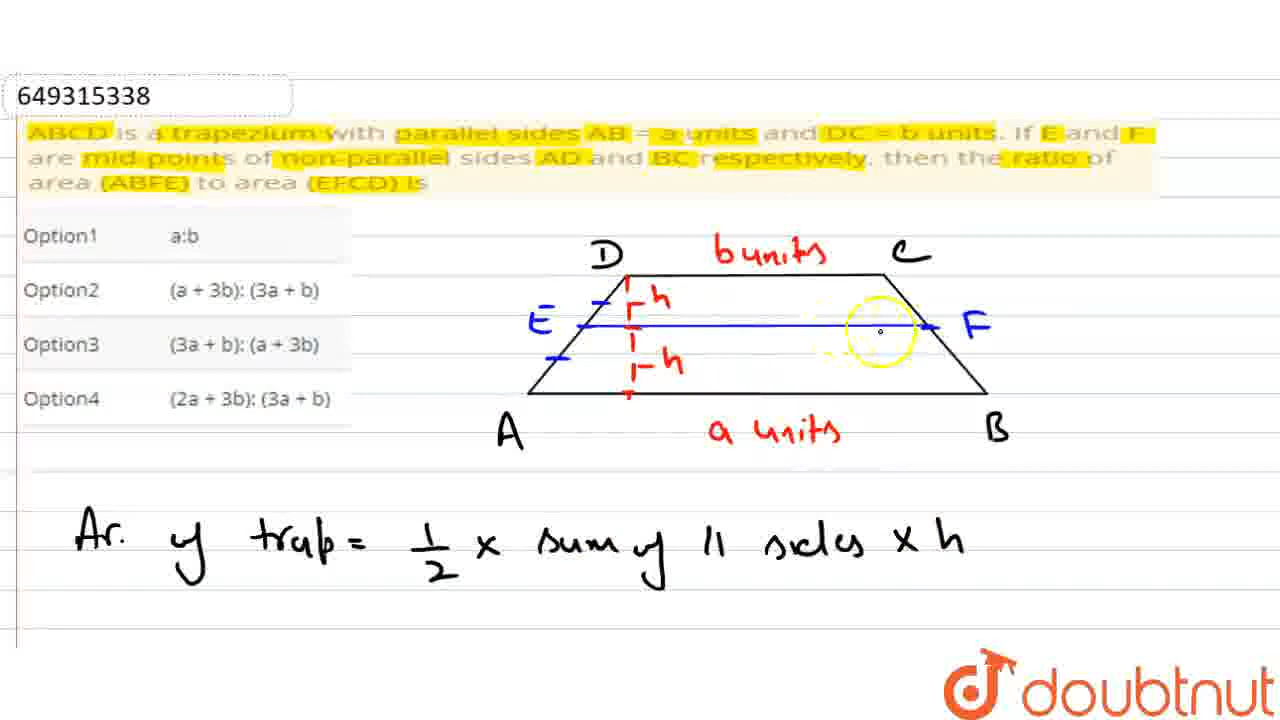 649315338
ABCD is a trapezium with parallel sides AB = a units and DC = b units. If E and F
are mid points of non-parallel sides AD and BC respectively, then the ratio of
area (ABFE) to area (EFCD) is
Option1 a:b
Option2 (a + 3b): (3a + b)
Option3 (3a + b): (a + 3b)
Option4 (2a + 3b): (3a + b)
D b units C
h
E F
h
A a units B
Ar. of trap = 1/2 × sum of || sides × h
doubtnut